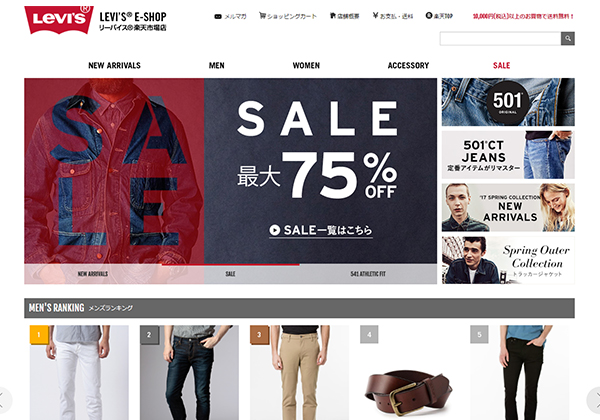 LEVI'S®
LEVI'S® E-SHOP
リーバイス®楽天市場店
メルマガ ショッピングカート 店舗概要 お支払・送料 楽天TOP 10,000円(税込)以上のお買物で送料無料!
NEW ARRIVALS MEN WOMEN ACCESSORY SALE
SALE
SALE
最大75%OFF
SALE一覧はこちら
NEW ARRIVALS SALE 541 ATHLETIC FIT
501®
ORIGINAL
501®CT
JEANS
定番アイテムがリマスター
'17 SPRING COLLECTION
NEW
ARRIVALS
Spring Outer
Collection
トラッカージャケット
MEN'S RANKING メンズランキング
1 2 3 4 5